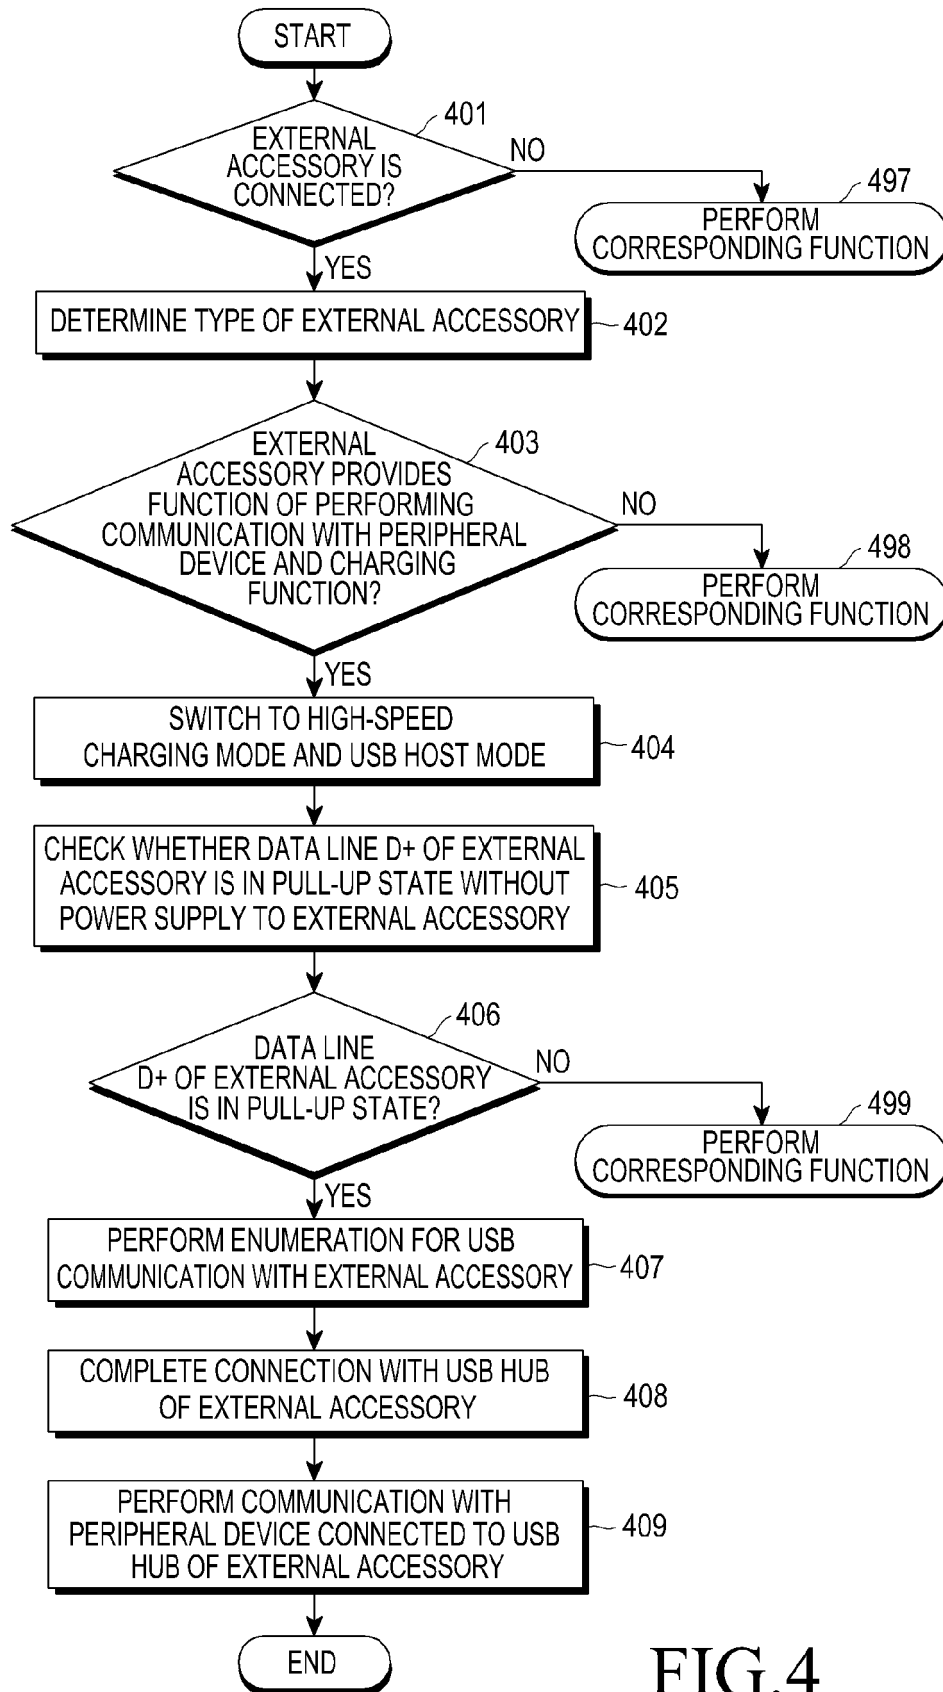 START
401
EXTERNAL
ACCESSORY IS
CONNECTED?
NO
497
PERFORM
CORRESPONDING FUNCTION
YES
DETERMINE TYPE OF EXTERNAL ACCESSORY
402
403
EXTERNAL
ACCESSORY PROVIDES
FUNCTION OF PERFORMING
COMMUNICATION WITH PERIPHERAL
DEVICE AND CHARGING
FUNCTION?
NO
498
PERFORM
CORRESPONDING FUNCTION
YES
SWITCH TO HIGH-SPEED
CHARGING MODE AND USB HOST MODE
404
CHECK WHETHER DATA LINE D+ OF EXTERNAL
ACCESSORY IS IN PULL-UP STATE WITHOUT
POWER SUPPLY TO EXTERNAL ACCESSORY
405
406
DATA LINE
D+ OF EXTERNAL ACCESSORY
IS IN PULL-UP STATE?
NO
499
PERFORM
CORRESPONDING FUNCTION
YES
PERFORM ENUMERATION FOR USB
COMMUNICATION WITH EXTERNAL ACCESSORY
407
COMPLETE CONNECTION WITH USB HUB
OF EXTERNAL ACCESSORY
408
PERFORM COMMUNICATION WITH
PERIPHERAL DEVICE CONNECTED TO USB
HUB OF EXTERNAL ACCESSORY
409
END
FIG.4